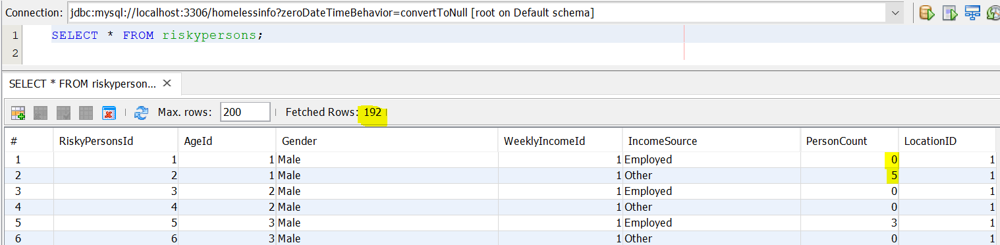 Connection: jdbc:mysql://localhost:3306/homelessinfo?zeroDateTimeBehavior=convertToNull [root on Default schema]
1 SELECT * FROM riskypersons;
2
SELECT * FROM riskyperson... ✕
Max. rows: 200 Fetched Rows: 192
# RiskyPersonsId AgeId Gender WeeklyIncomeId IncomeSource PersonCount LocationID
1 1 1 Male 1 Employed 0 1
2 2 1 Male 1 Other 5 1
3 3 2 Male 1 Employed 0 1
4 4 2 Male 1 Other 0 1
5 5 3 Male 1 Employed 3 1
6 6 3 Male 1 Other 0 1